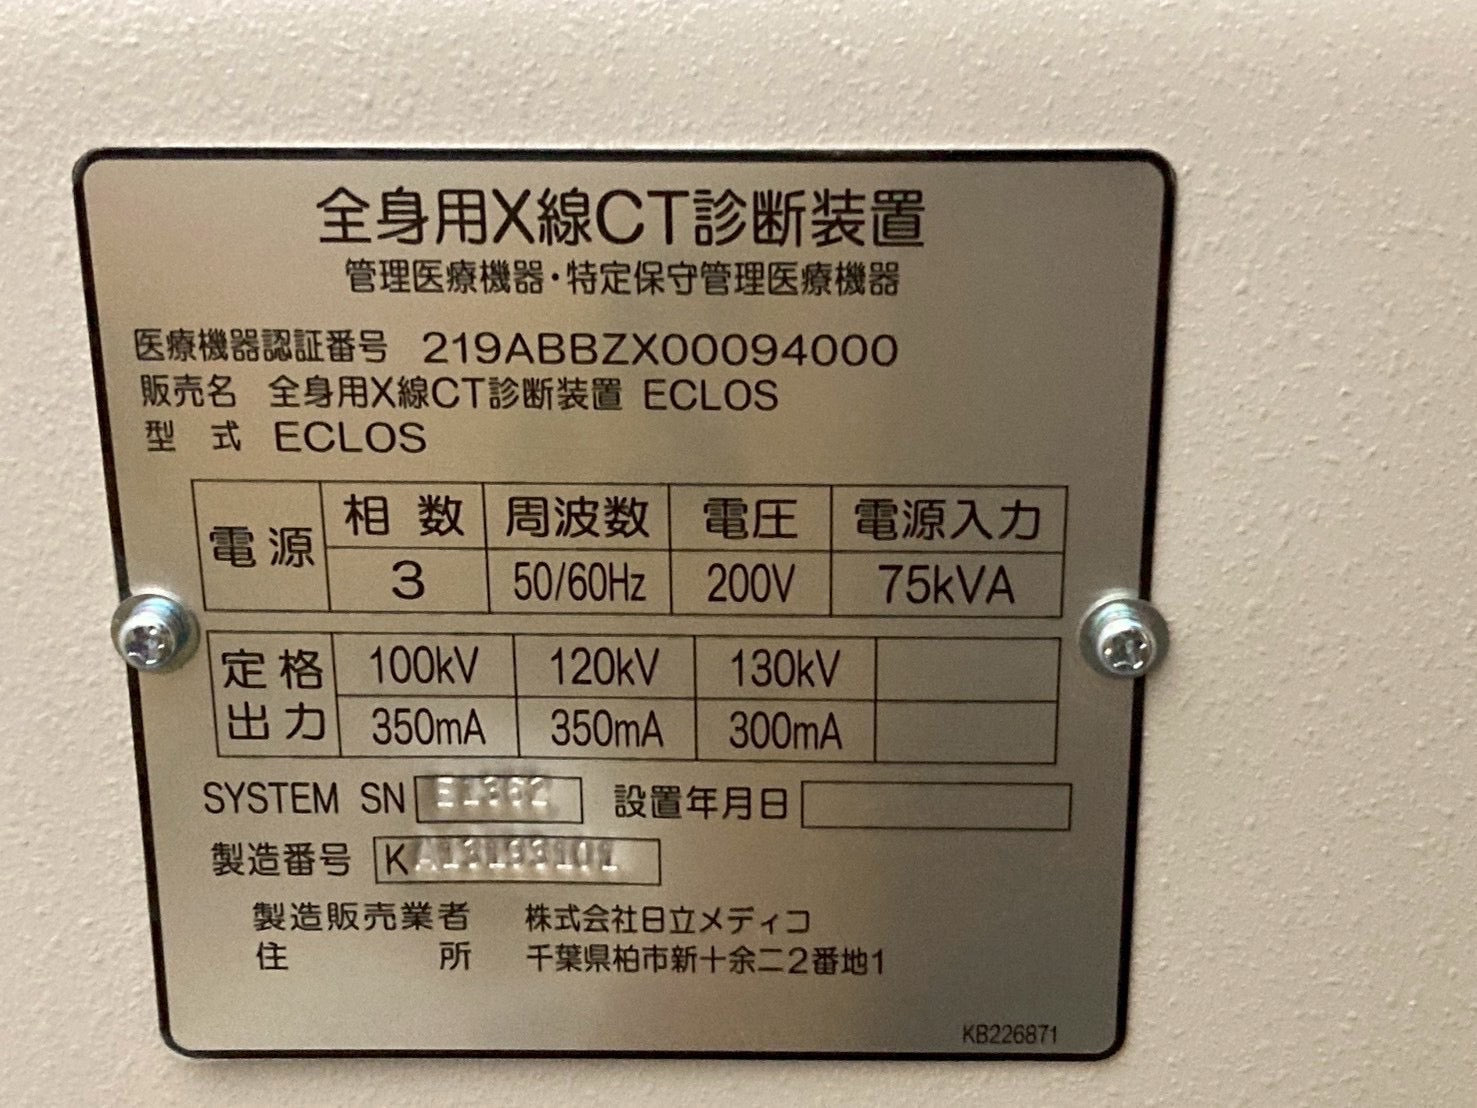 全身用X線CT診断装置
管理医療機器・特定保守管理医療機器
医療機器認証番号 219ABBZX00094000
販売名 全身用X線CT診断装置 ECLOS
型 式 ECLOS
電源 相数 周波数 電圧 電源入力
3 50/60Hz 200V 75kVA
定格 100kV 120kV 130kV
出力 350mA 350mA 300mA
SYSTEM SN E1362 設置年月日
製造番号 KA13193101
製造販売業者 株式会社日立メディコ
住 所 千葉県柏市新十余二2番地1
KB226871